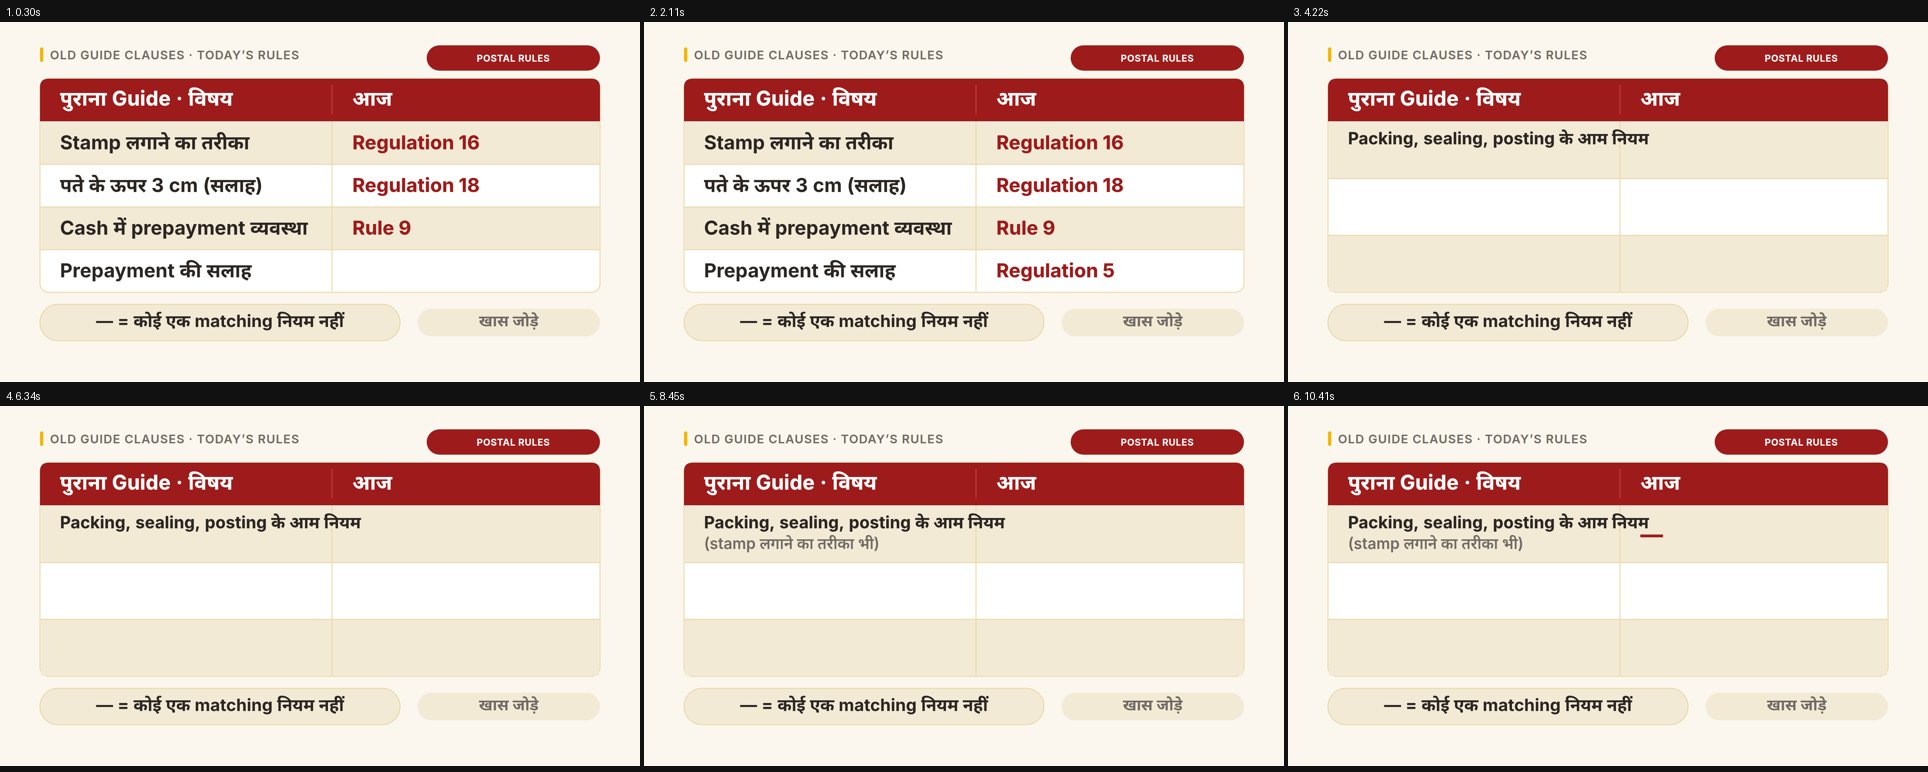 1. 0.30s
OLD GUIDE CLAUSES · TODAY’S RULES
POSTAL RULES
पुराना Guide · विषय
आज
Stamp लगाने का तरीका
Regulation 16
पते के ऊपर 3 cm (सलाह)
Regulation 18
Cash में prepayment व्यवस्था
Rule 9
Prepayment की सलाह
— = कोई एक matching नियम नहीं
खास जोड़े
2. 2.11s
OLD GUIDE CLAUSES · TODAY’S RULES
POSTAL RULES
पुराना Guide · विषय
आज
Stamp लगाने का तरीका
Regulation 16
पते के ऊपर 3 cm (सलाह)
Regulation 18
Cash में prepayment व्यवस्था
Rule 9
Prepayment की सलाह
Regulation 5
— = कोई एक matching नियम नहीं
खास जोड़े
3. 4.22s
OLD GUIDE CLAUSES · TODAY’S RULES
POSTAL RULES
पुराना Guide · विषय
आज
Packing, sealing, posting के आम नियम
— = कोई एक matching नियम नहीं
खास जोड़े
4. 6.34s
OLD GUIDE CLAUSES · TODAY’S RULES
POSTAL RULES
पुराना Guide · विषय
आज
Packing, sealing, posting के आम नियम
— = कोई एक matching नियम नहीं
खास जोड़े
5. 8.45s
OLD GUIDE CLAUSES · TODAY’S RULES
POSTAL RULES
पुराना Guide · विषय
आज
Packing, sealing, posting के आम नियम
(stamp लगाने का तरीका भी)
— = कोई एक matching नियम नहीं
खास जोड़े
6. 10.41s
OLD GUIDE CLAUSES · TODAY’S RULES
POSTAL RULES
पुराना Guide · विषय
आज
Packing, sealing, posting के आम नियम
—
(stamp लगाने का तरीका भी)
— = कोई एक matching नियम नहीं
खास जोड़े